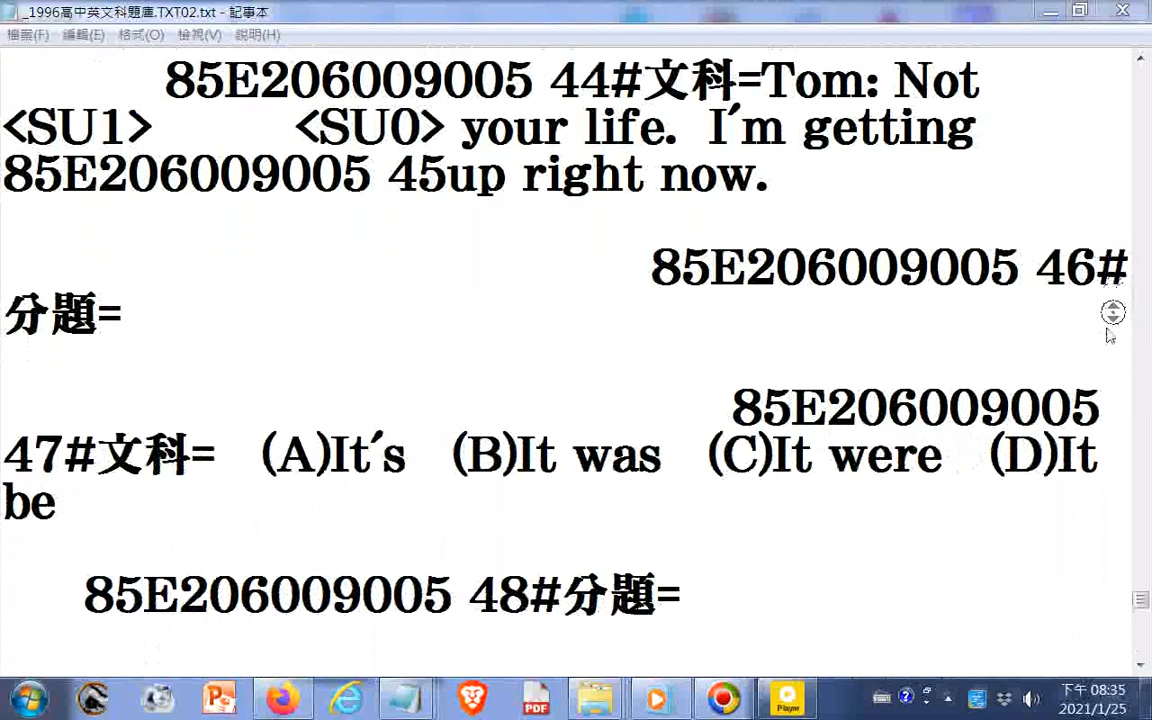 _1996高中英文科題庫.TXT02.txt - 記事本
檔案(F) 編輯(E) 格式(O) 檢視(V) 說明(H)
85E206009005 44#文科=Tom: Not
<SU1> <SU0> your life. I′m getting
85E206009005 45up right now.
85E206009005 46#
分題=
85E206009005
47#文科= (A)It′s (B)It was (C)It were (D)It
be
85E206009005 48#分題=
PDF
Player
下午 08:35
2021/1/25